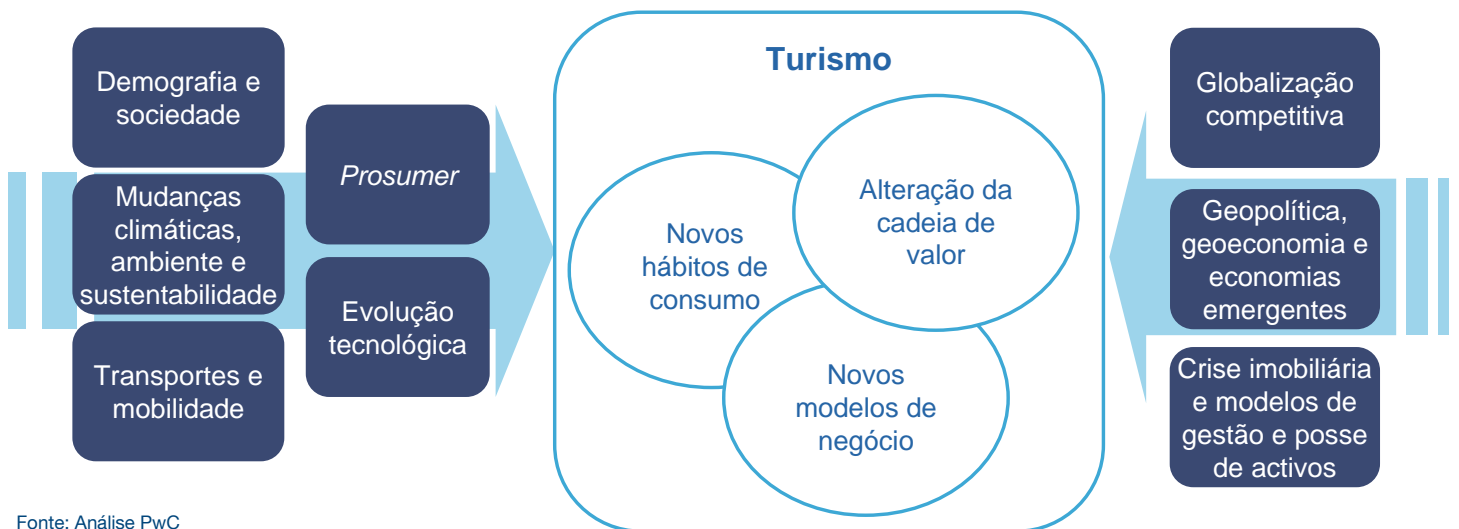 Demografia e
sociedade
Mudanças
climáticas,
ambiente e
sustentabilidade
Transportes e
mobilidade
Prosumer
Evolução
tecnológica
Turismo
Novos
hábitos de
consumo
Alteração da
cadeia de
valor
Novos
modelos de
negócio
Globalização
competitiva
Geopolítica,
geoeconomia e
economias
emergentes
Crise imobiliária
e modelos de
gestão e posse
de activos
Fonte: Análise PwC